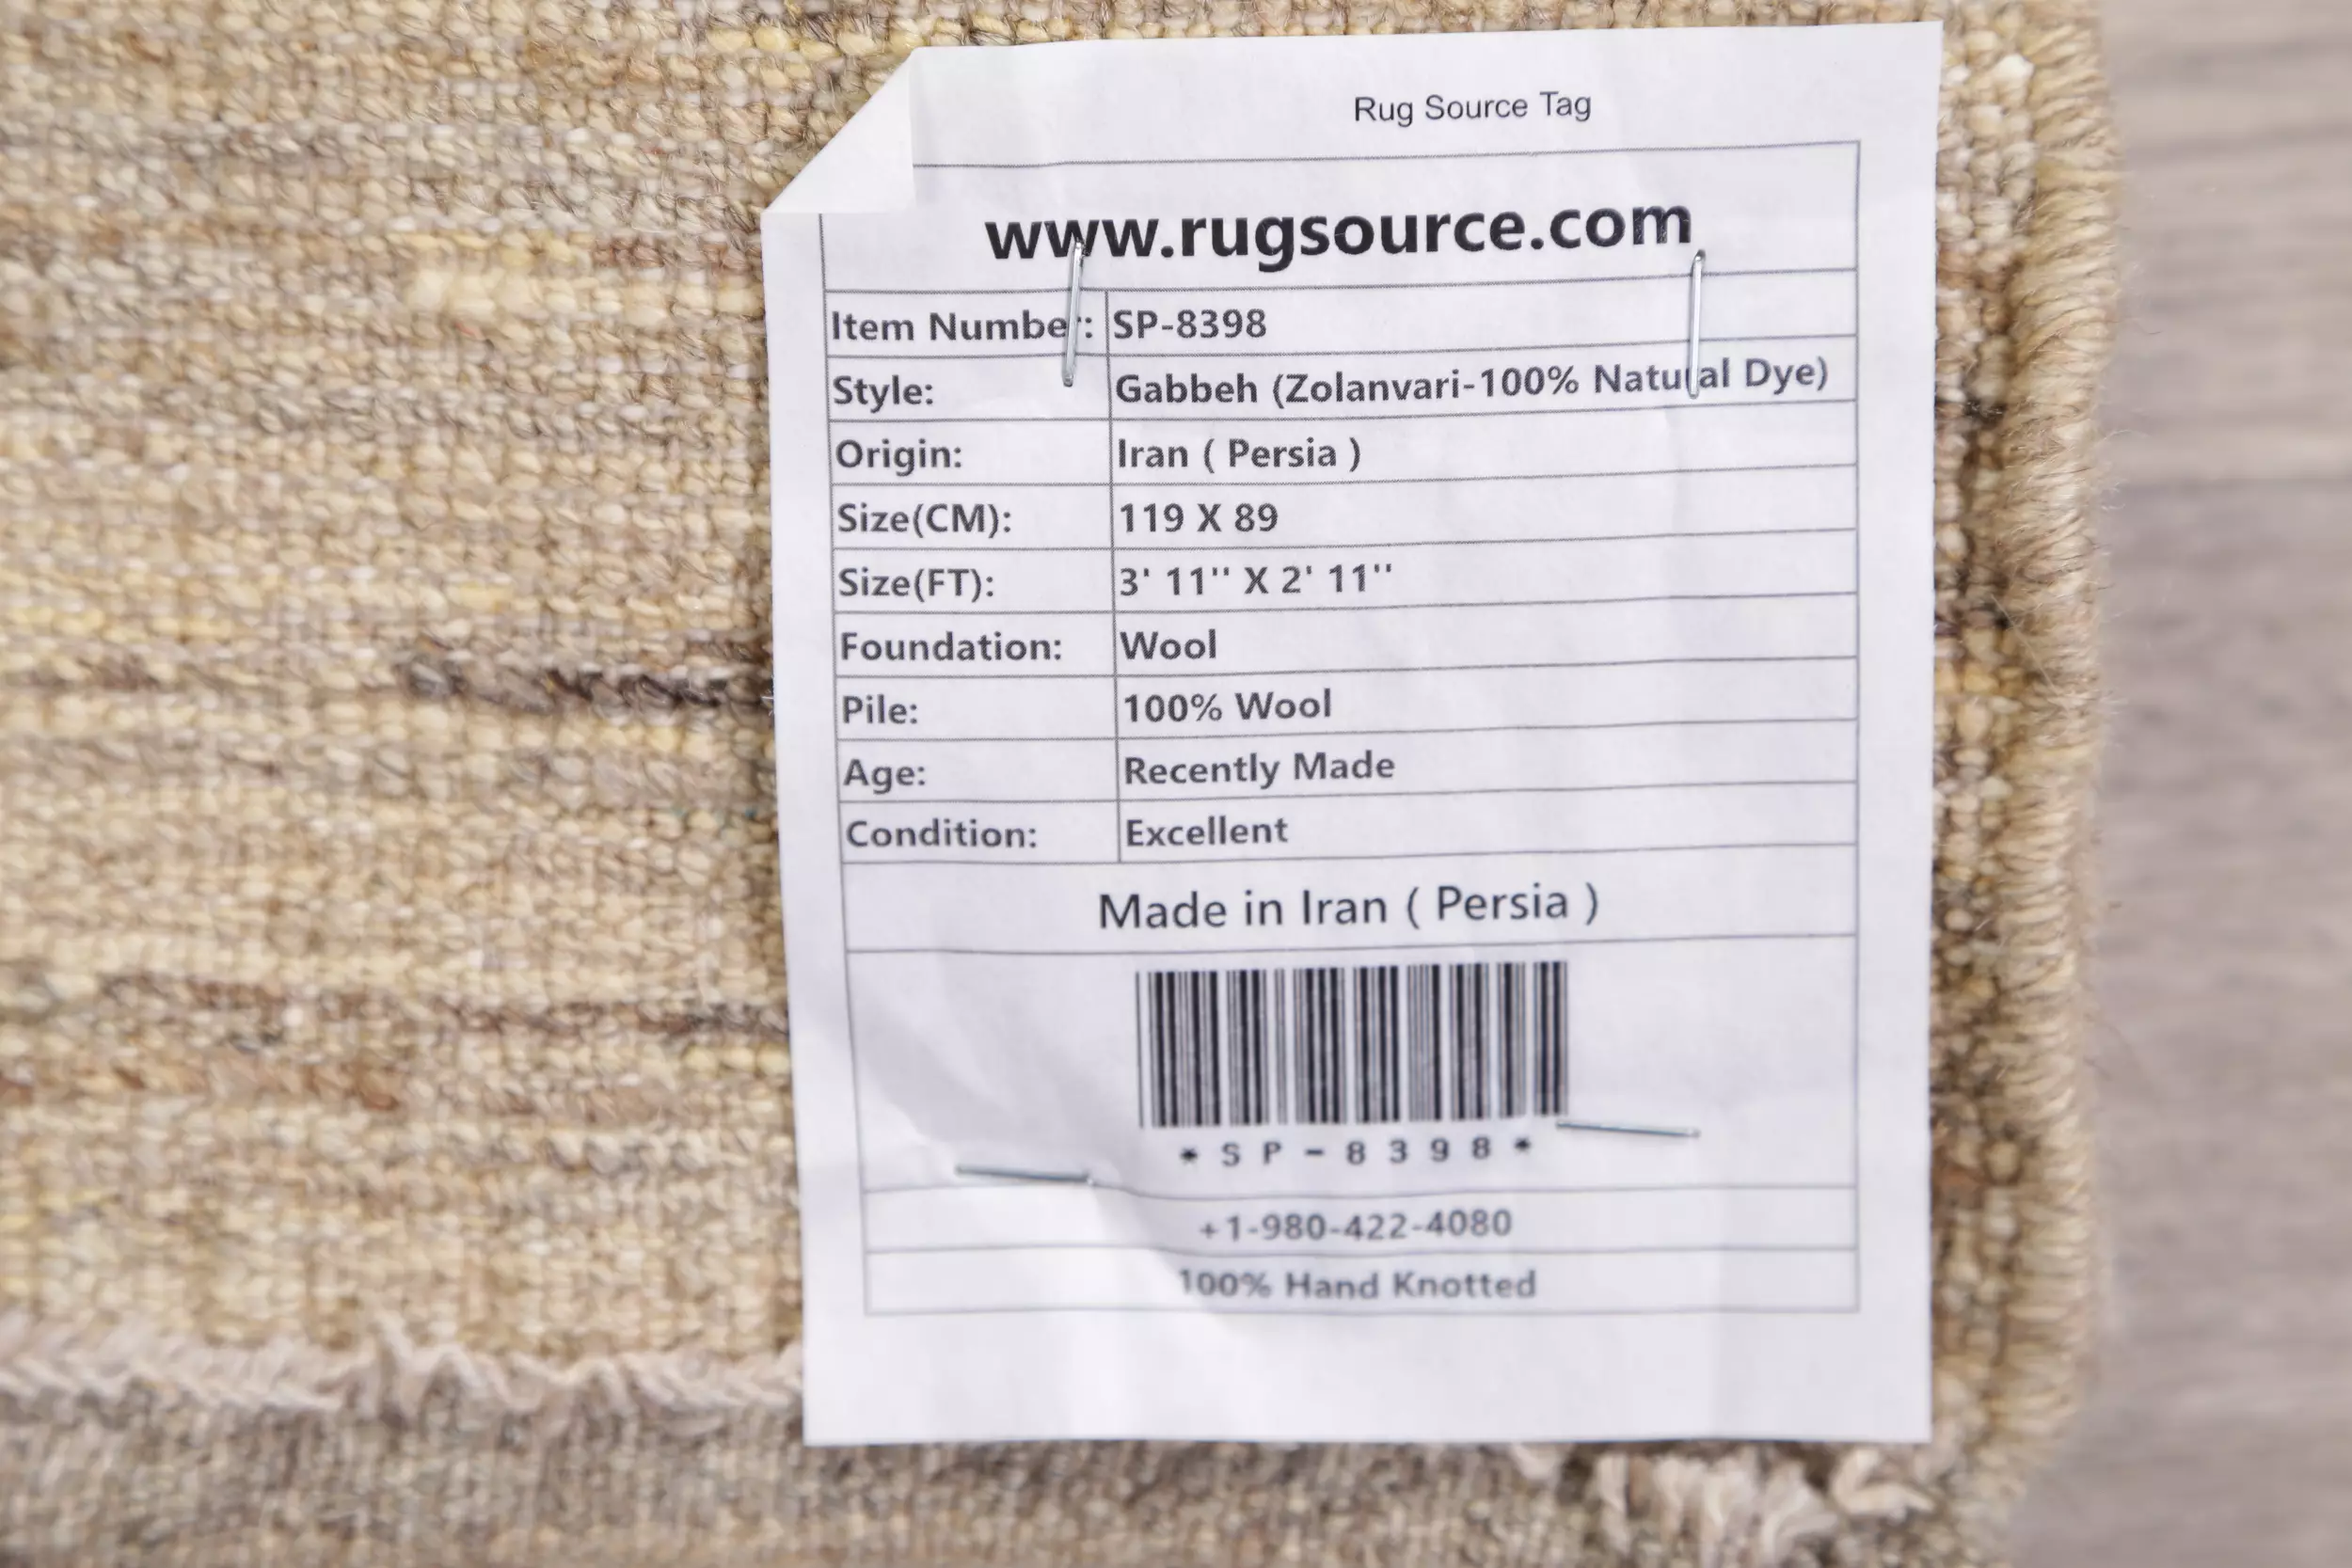 Rug Source Tag
www.rugsource.com
Item Number: SP-8398
Style: Gabbeh (Zolanvari-100% Natural Dye)
Origin: Iran ( Persia )
Size(CM): 119 X 89
Size(FT): 3' 11'' X 2' 11''
Foundation: Wool
Pile: 100% Wool
Age: Recently Made
Condition: Excellent
Made in Iran ( Persia )
*SP-8398*
+1-980-422-4080
100% Hand Knotted